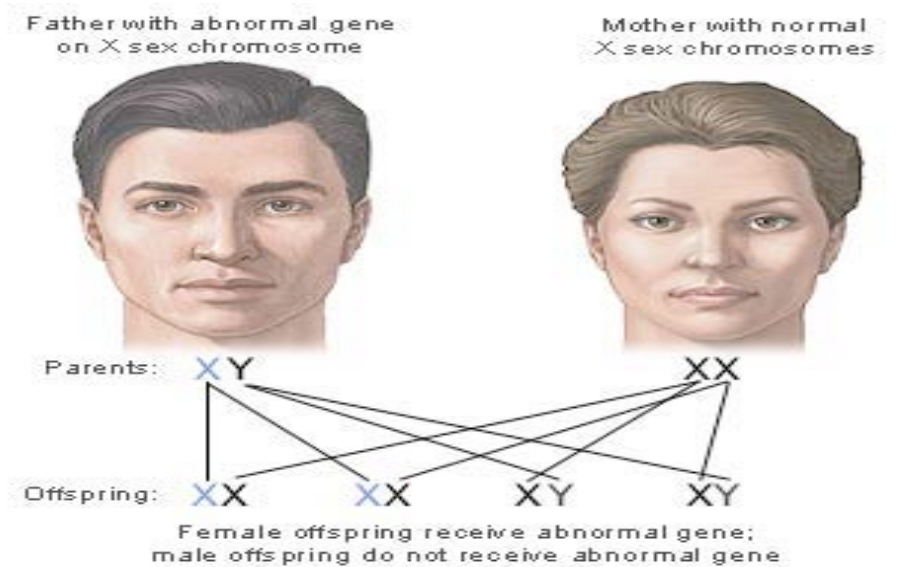 Father with abnormal gene
on X sex chromosome
Mother with normal
X sex chromosomes
Parents: XY XX
Offspring: XX XX XY XY
Female offspring receive abnormal gene;
male offspring do not receive abnormal gene